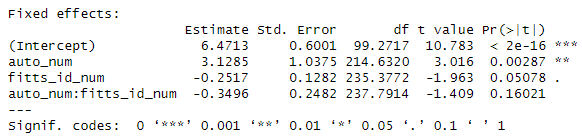 Fixed effects:
                    Estimate Std. Error       df t value Pr(>|t|)
(Intercept)           6.4713     0.6001  99.2717  10.783  < 2e-16 ***
auto_num              3.1285     1.0375 214.6320   3.016  0.00287 **
fitts_id_num         -0.2517     0.1282 235.3772  -1.963  0.05078 .
auto_num:fitts_id_num -0.3496     0.2482 237.7914  -1.409  0.16021
---
Signif. codes:  0 ‘***’ 0.001 ‘**’ 0.01 ‘*’ 0.05 ‘.’ 0.1 ‘ ’ 1